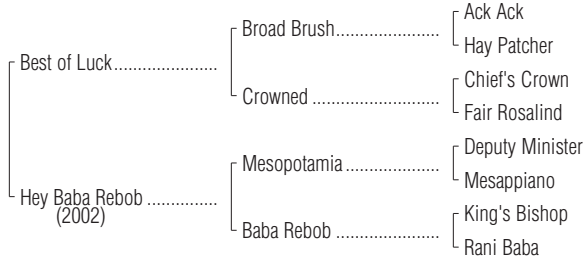 Ack Ack
Broad Brush
Hay Patcher
Best of Luck
Chief's Crown
Crowned
Fair Rosalind
Deputy Minister
Mesopotamia
Mesappiano
Hey Baba Rebob
(2002)
King's Bishop
Baba Rebob
Rani Baba